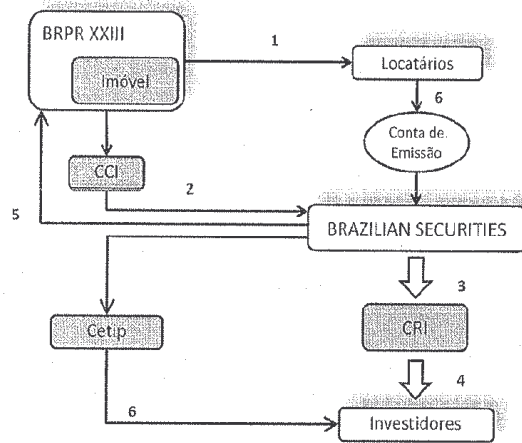 BRPR XXIII
1
Imóvel
Locatários
6
Conta de
Emissão
CCI
2
5
BRAZILIAN SECURITIES
3
Cetip
CRI
4
6
Investidores